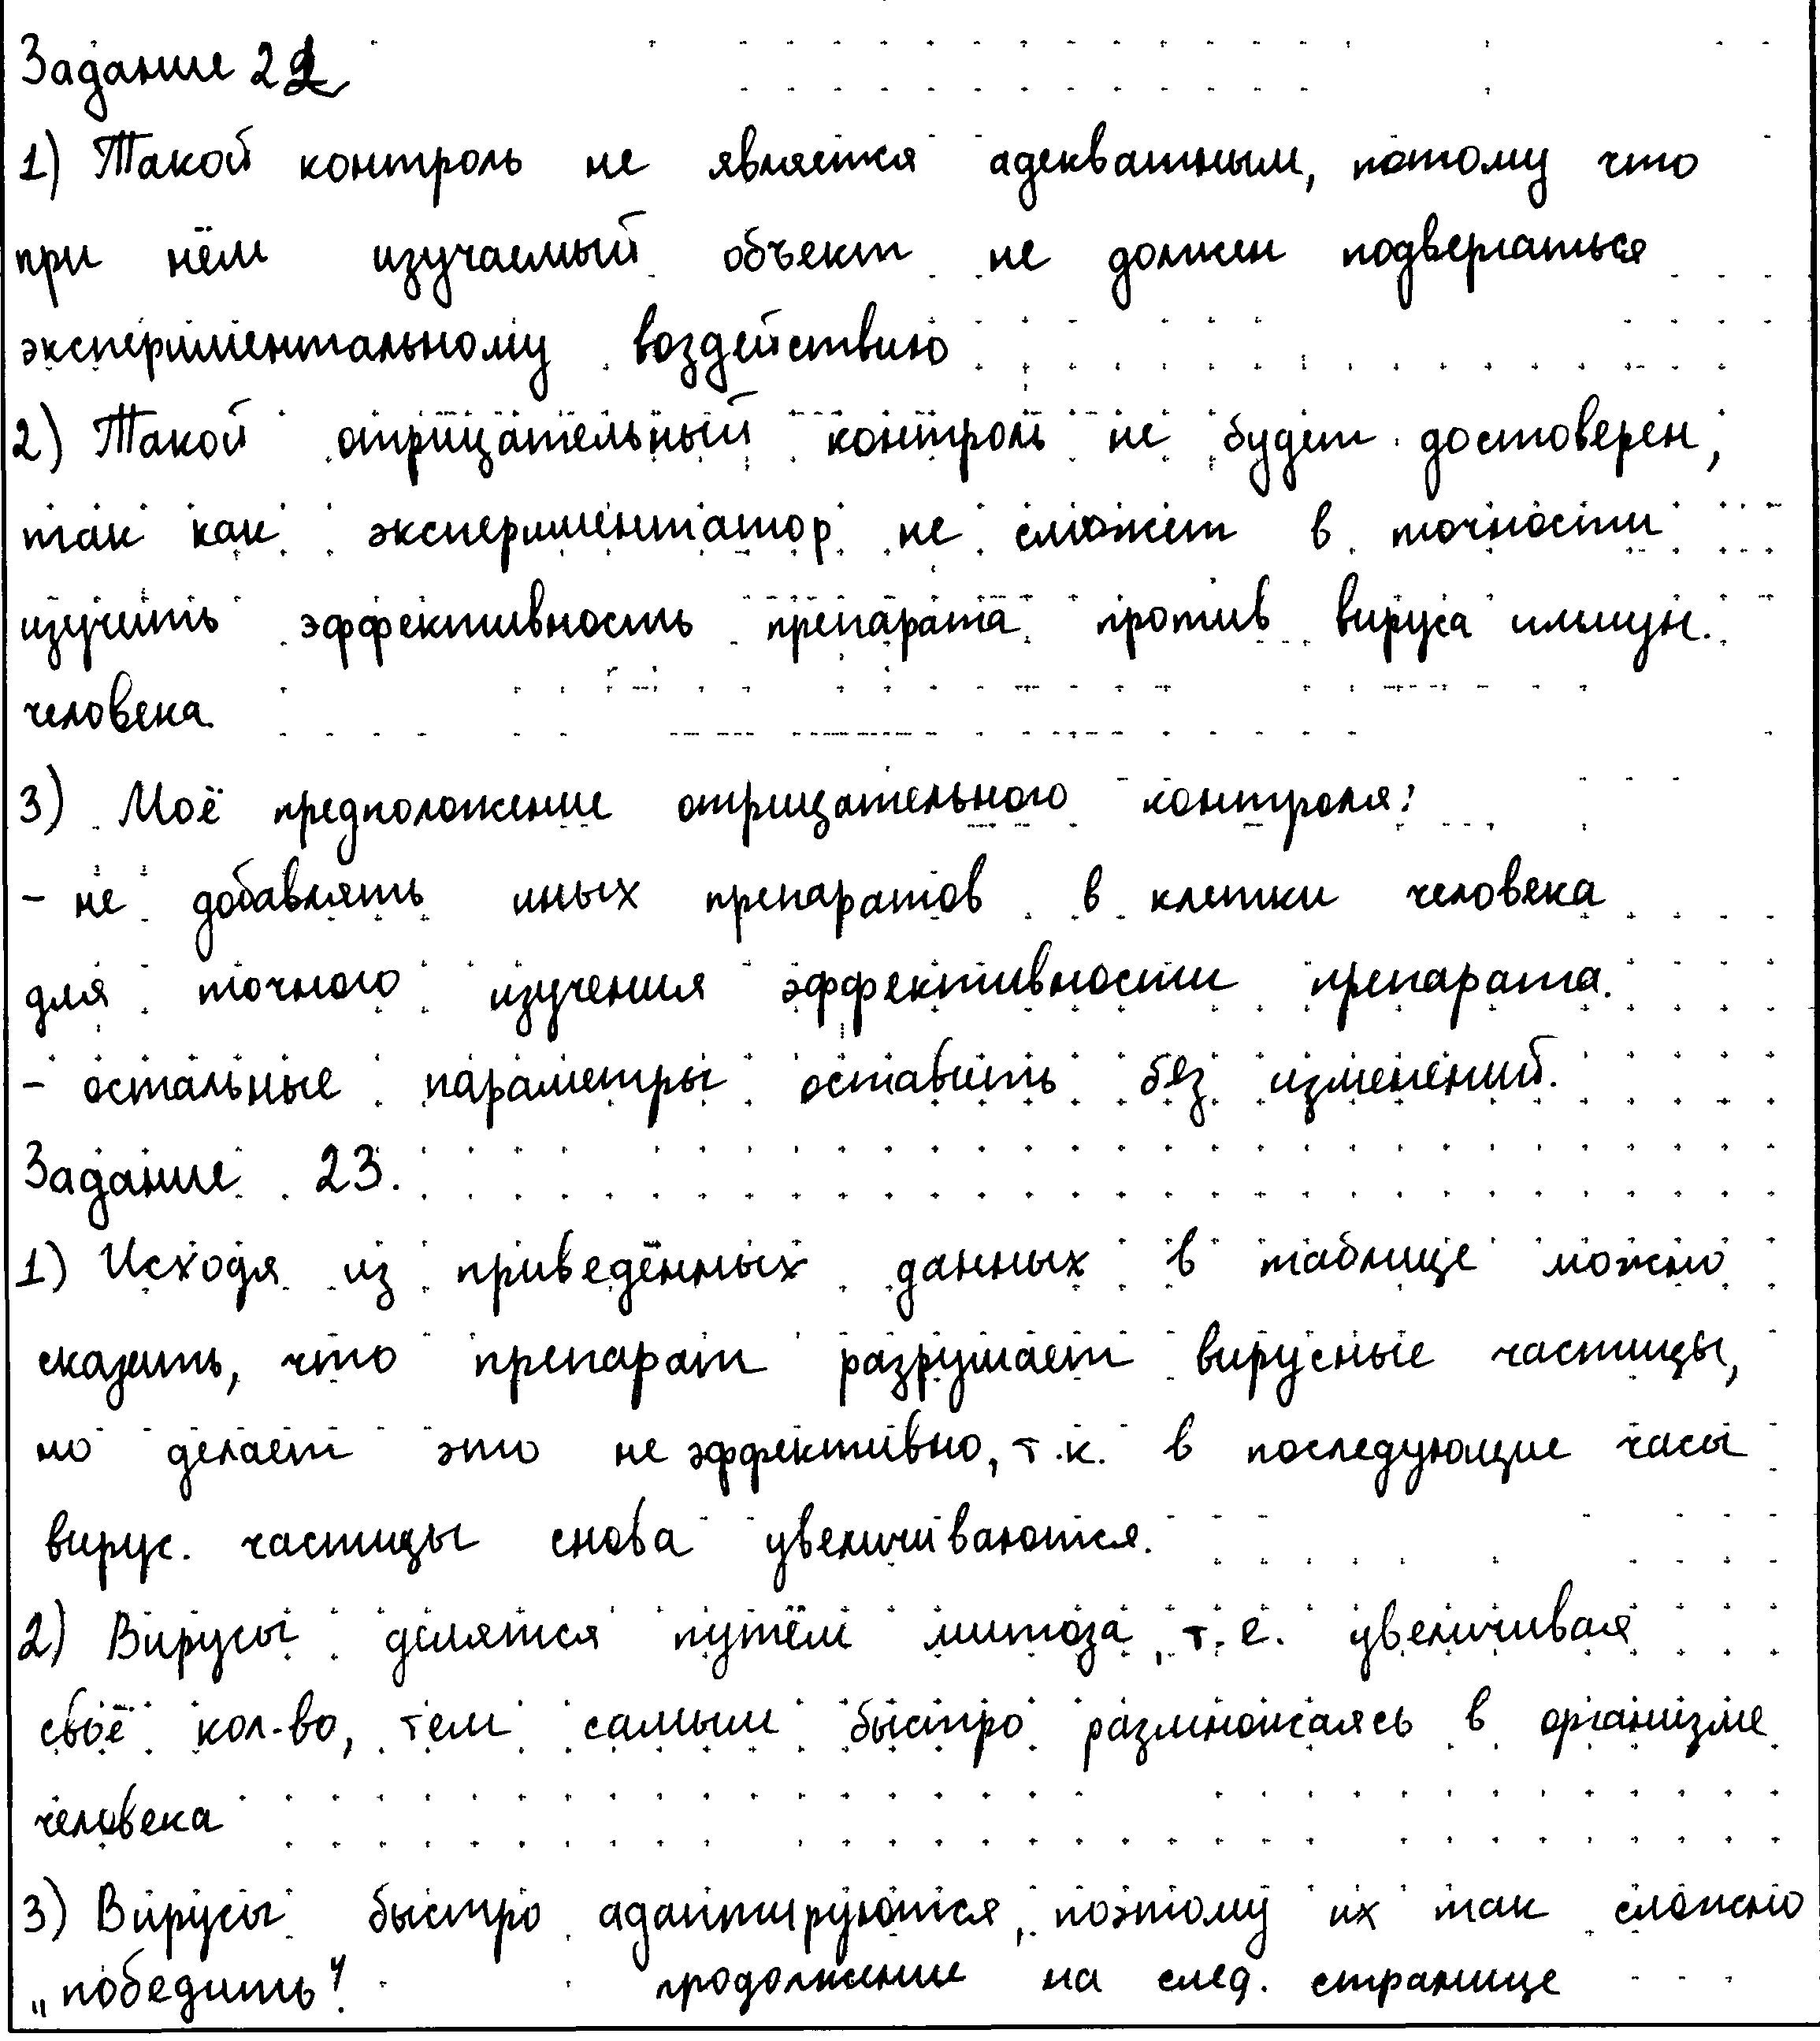 Задание 22
1) Такой контроль не является адекватным, потому что
при нём изучаемый объект не должен подвергаться
экспериментальному воздействию
2) Такой отрицательный контроль не будет достоверен,
так как экспериментатор не сможет в точности
изучить эффективность препарата против вируса иммун.
человека
3) Моё предположение отрицательного контроля:
- не добавлять иных препаратов в клетки человека
для точного изучения эффективности препарата.
- остальные параметры оставить без изменений.
Задание 23.
1) Исходя из приведённых данных в таблице можно
сказать, что препарат разрушает вирусные частицы,
но делает это не эффективно, т.к. в последующие часы
вирус. частицы снова увеличиваются.
2) Вирусы делятся путём митоза, т.е. увеличивая
своё кол-во, тем самым быстро размножаясь в организме
человека
3) Вирусы быстро адаптируются, поэтому их так сложно
„победить".
продолжение на след. странице